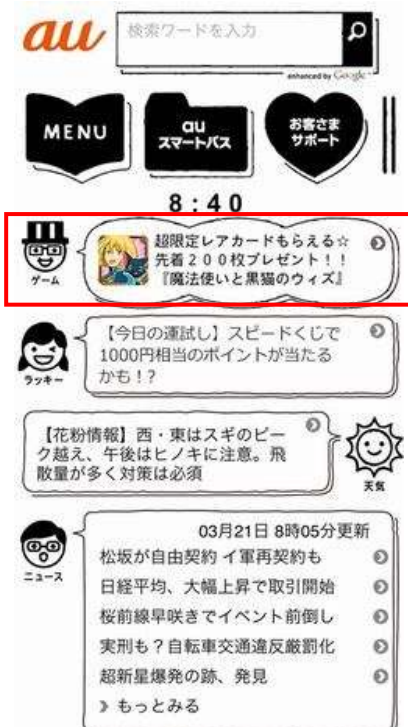 au
検索ワードを入力
enhanced by Google
MENU
au
スマートパス
お客さま
サポート
8:40
ゲーム
超限定レアカードもらえる☆
先着200枚プレゼント!!
『魔法使いと黒猫のウィズ』
ラッキー
【今日の運試し】スピードくじで
1000円相当のポイントが当たる
かも!?
【花粉情報】西・東はスギのピー
ク越え、午後はヒノキに注意。飛
散量が多く対策は必須
天気
ニュース
03月21日 8時05分更新
松坂が自由契約 イ軍再契約も
日経平均、大幅上昇で取引開始
桜前線早咲きでイベント前倒し
実刑も?自転車交通違反厳罰化
超新星爆発の跡、発見
もっとみる